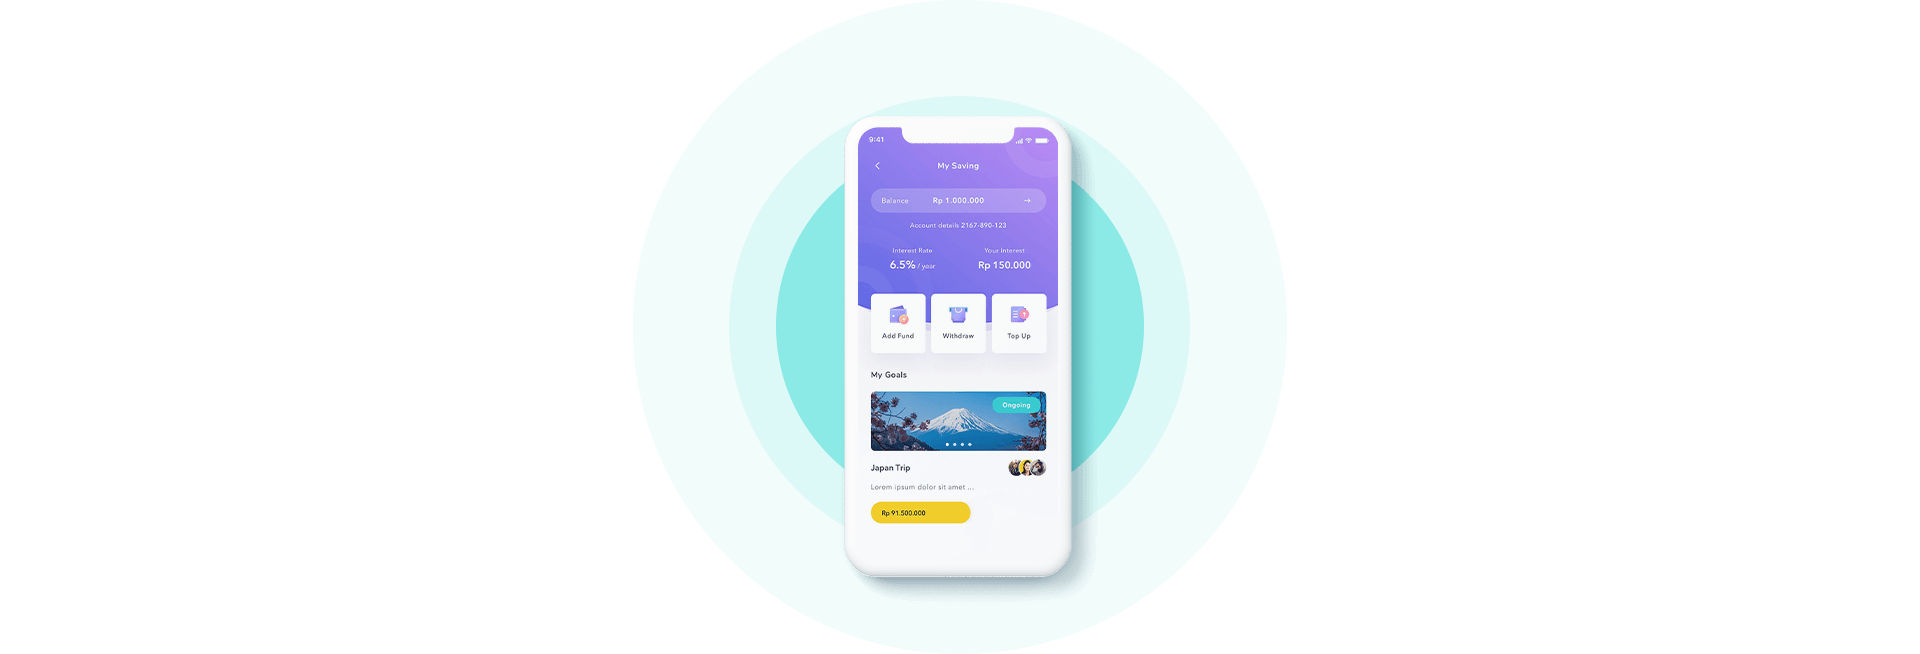 9:41
My Saving
Balance Rp 1.000.000 →
Account details 2167-890-123
Interest Rate Your Interest
6.5% / year Rp 150.000
Add Fund Withdraw Top Up
My Goals
Ongoing
Japan Trip
Lorem ipsum dolor sit amet ...
Rp 91.500.000